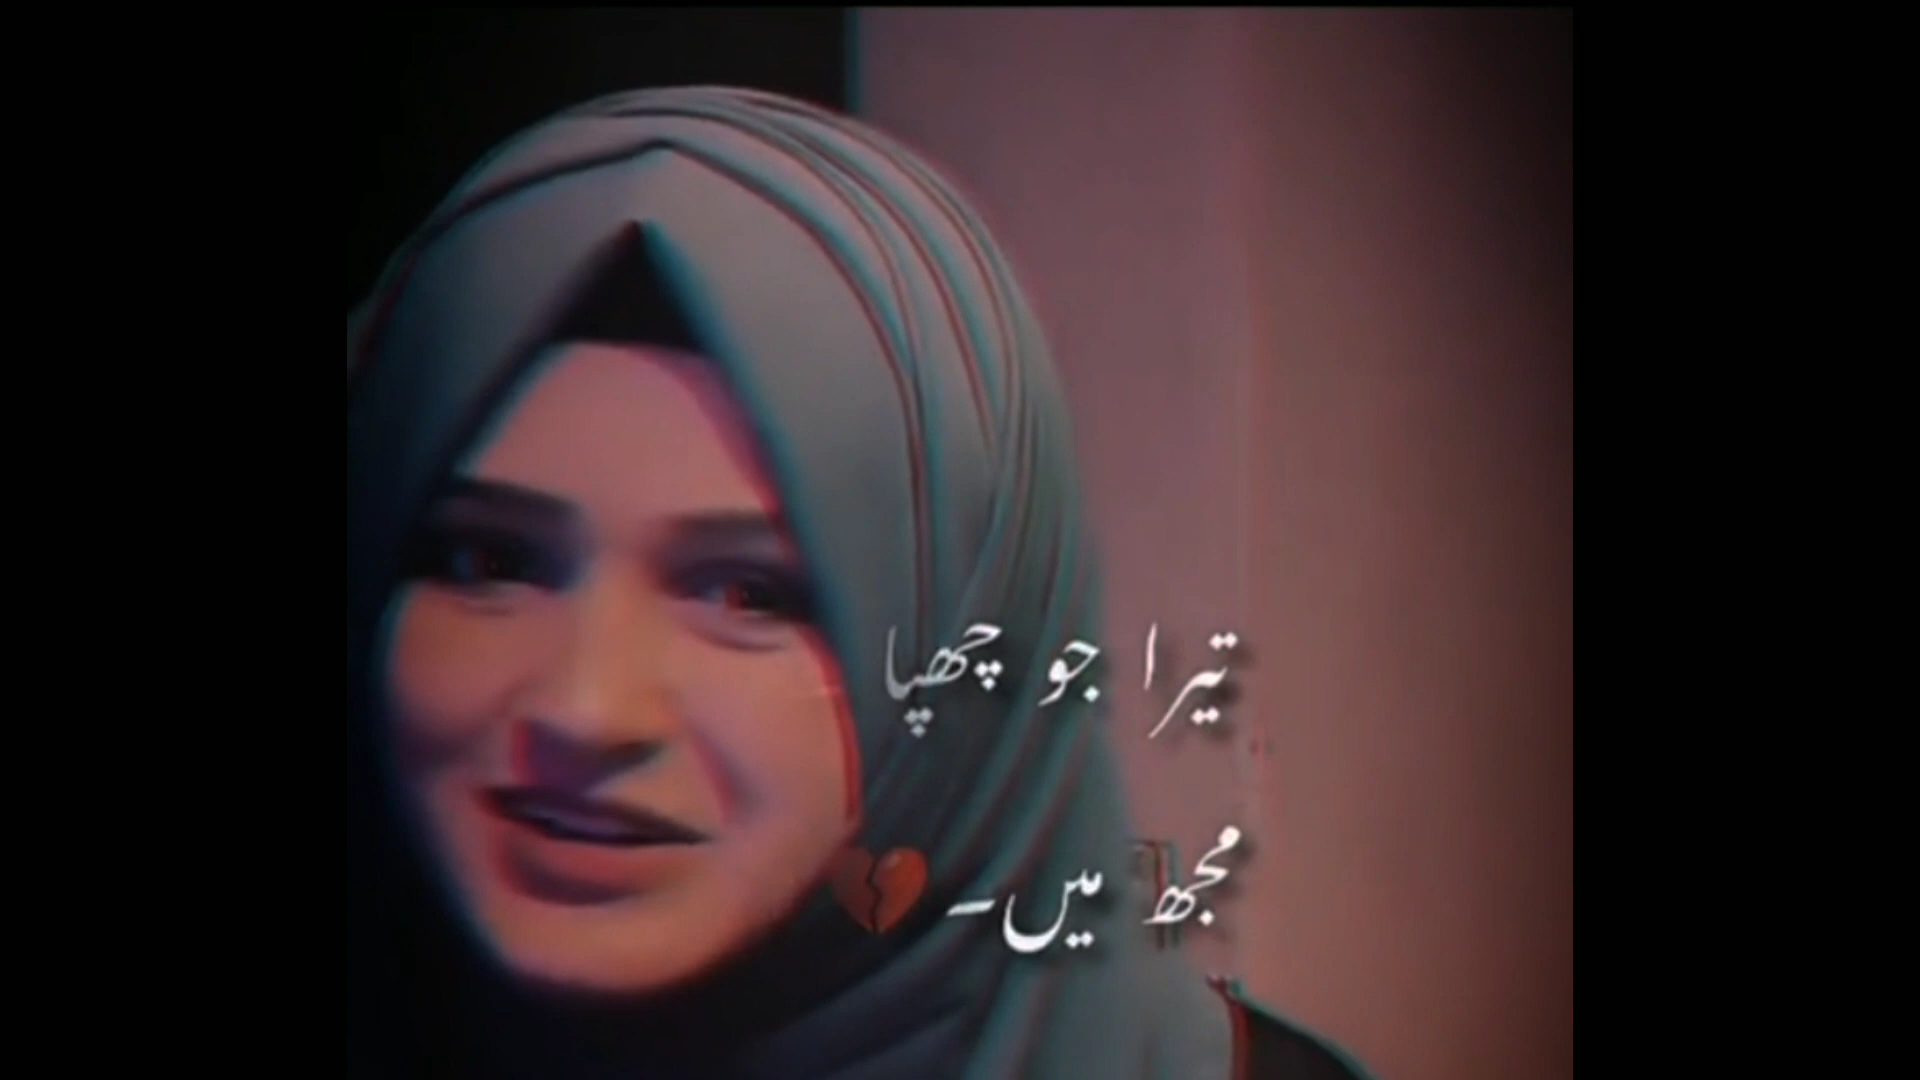 تیرا جو چھپا
مجھ میں۔ 💔